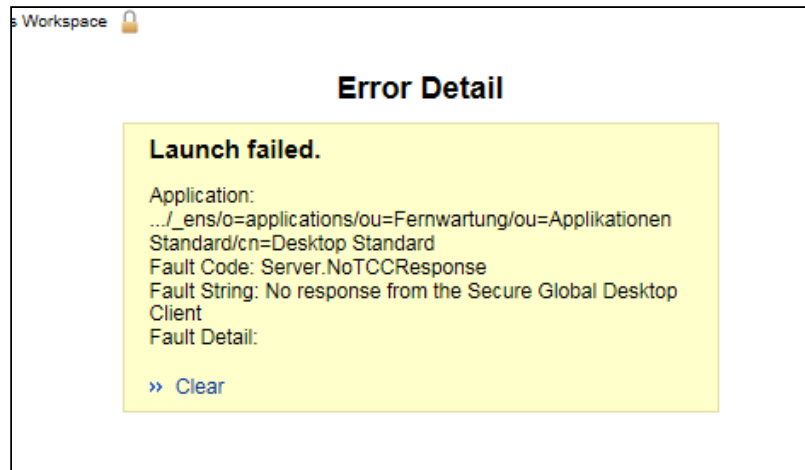 s Workspace
Error Detail
Launch failed.
Application:
.../_ens/o=applications/ou=Fernwartung/ou=Applikationen
Standard/cn=Desktop Standard
Fault Code: Server.NoTCCResponse
Fault String: No response from the Secure Global Desktop
Client
Fault Detail:
» Clear